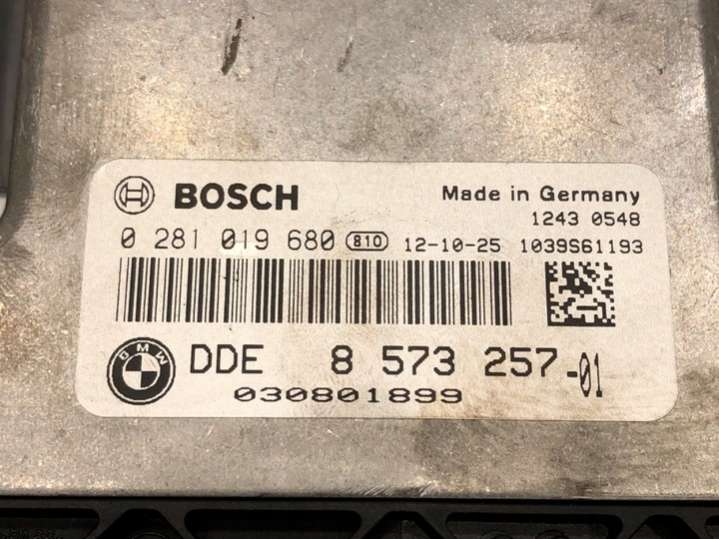 BOSCH Made in Germany
1243 0548
0 281 019 680 810 12-10-25 1039S61193
BMW DDE 8 573 257-01
030801899